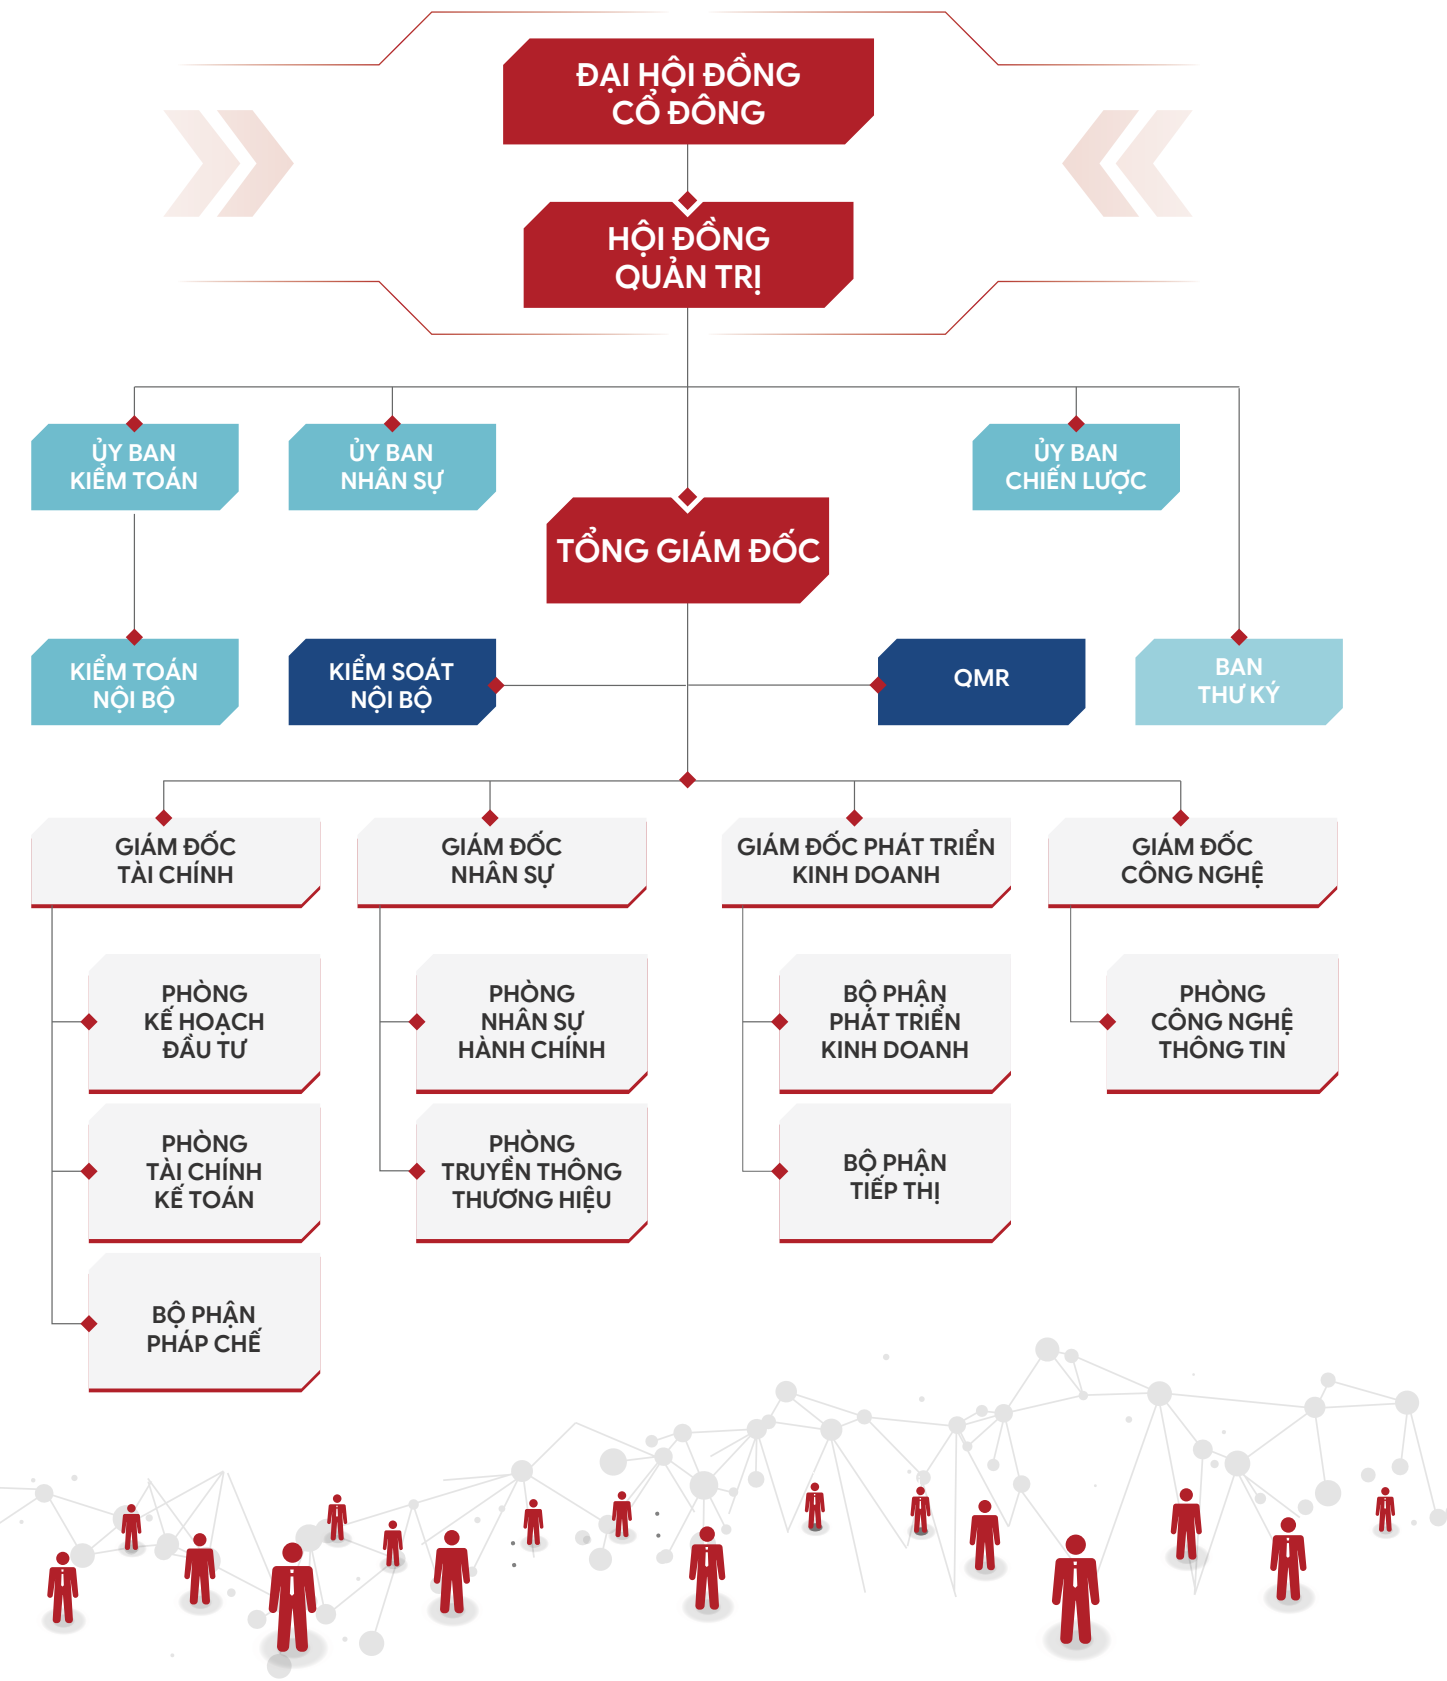 ĐẠI HỘI ĐỒNG
CỔ ĐÔNG
HỘI ĐỒNG
QUẢN TRỊ
ỦY BAN
KIỂM TOÁN
ỦY BAN
NHÂN SỰ
ỦY BAN
CHIẾN LƯỢC
TỔNG GIÁM ĐỐC
KIỂM TOÁN
NỘI BỘ
KIỂM SOÁT
NỘI BỘ
QMR
BAN
THƯ KÝ
GIÁM ĐỐC
TÀI CHÍNH
GIÁM ĐỐC
NHÂN SỰ
GIÁM ĐỐC PHÁT TRIỂN
KINH DOANH
GIÁM ĐỐC
CÔNG NGHỆ
PHÒNG
KẾ HOẠCH
ĐẦU TƯ
PHÒNG
NHÂN SỰ
HÀNH CHÍNH
BỘ PHẬN
PHÁT TRIỂN
KINH DOANH
PHÒNG
CÔNG NGHỆ
THÔNG TIN
PHÒNG
TÀI CHÍNH
KẾ TOÁN
PHÒNG
TRUYỀN THÔNG
THƯƠNG HIỆU
BỘ PHẬN
TIẾP THỊ
BỘ PHẬN
PHÁP CHẾ